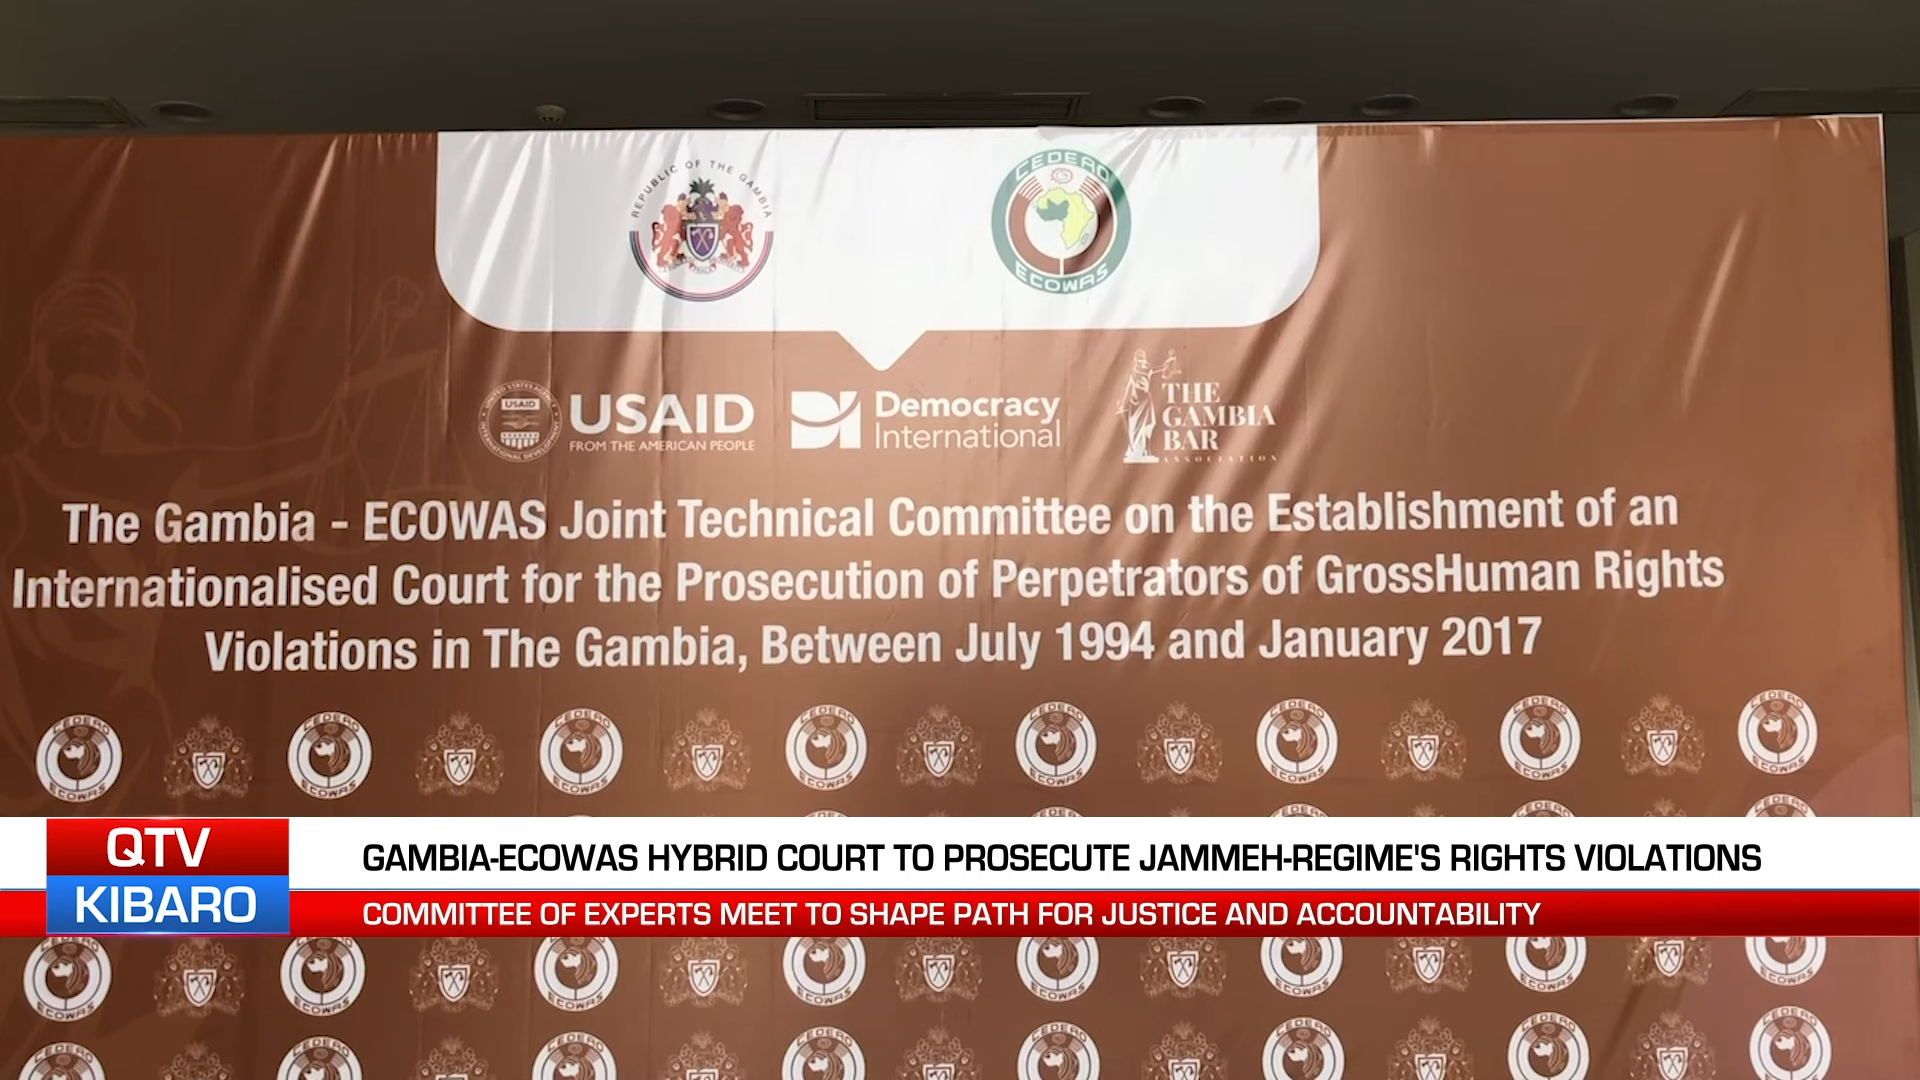 REPUBLIC OF THE GAMBIA
CEDEAO
ECOWAS
USAID
USAID
FROM THE AMERICAN PEOPLE
Democracy
International
THE
GAMBIA
BAR
ASSOCIATION
The Gambia - ECOWAS Joint Technical Committee on the Establishment of an
Internationalised Court for the Prosecution of Perpetrators of GrossHuman Rights
Violations in The Gambia, Between July 1994 and January 2017
QTV
KIBARO
GAMBIA-ECOWAS HYBRID COURT TO PROSECUTE JAMMEH-REGIME'S RIGHTS VIOLATIONS
COMMITTEE OF EXPERTS MEET TO SHAPE PATH FOR JUSTICE AND ACCOUNTABILITY